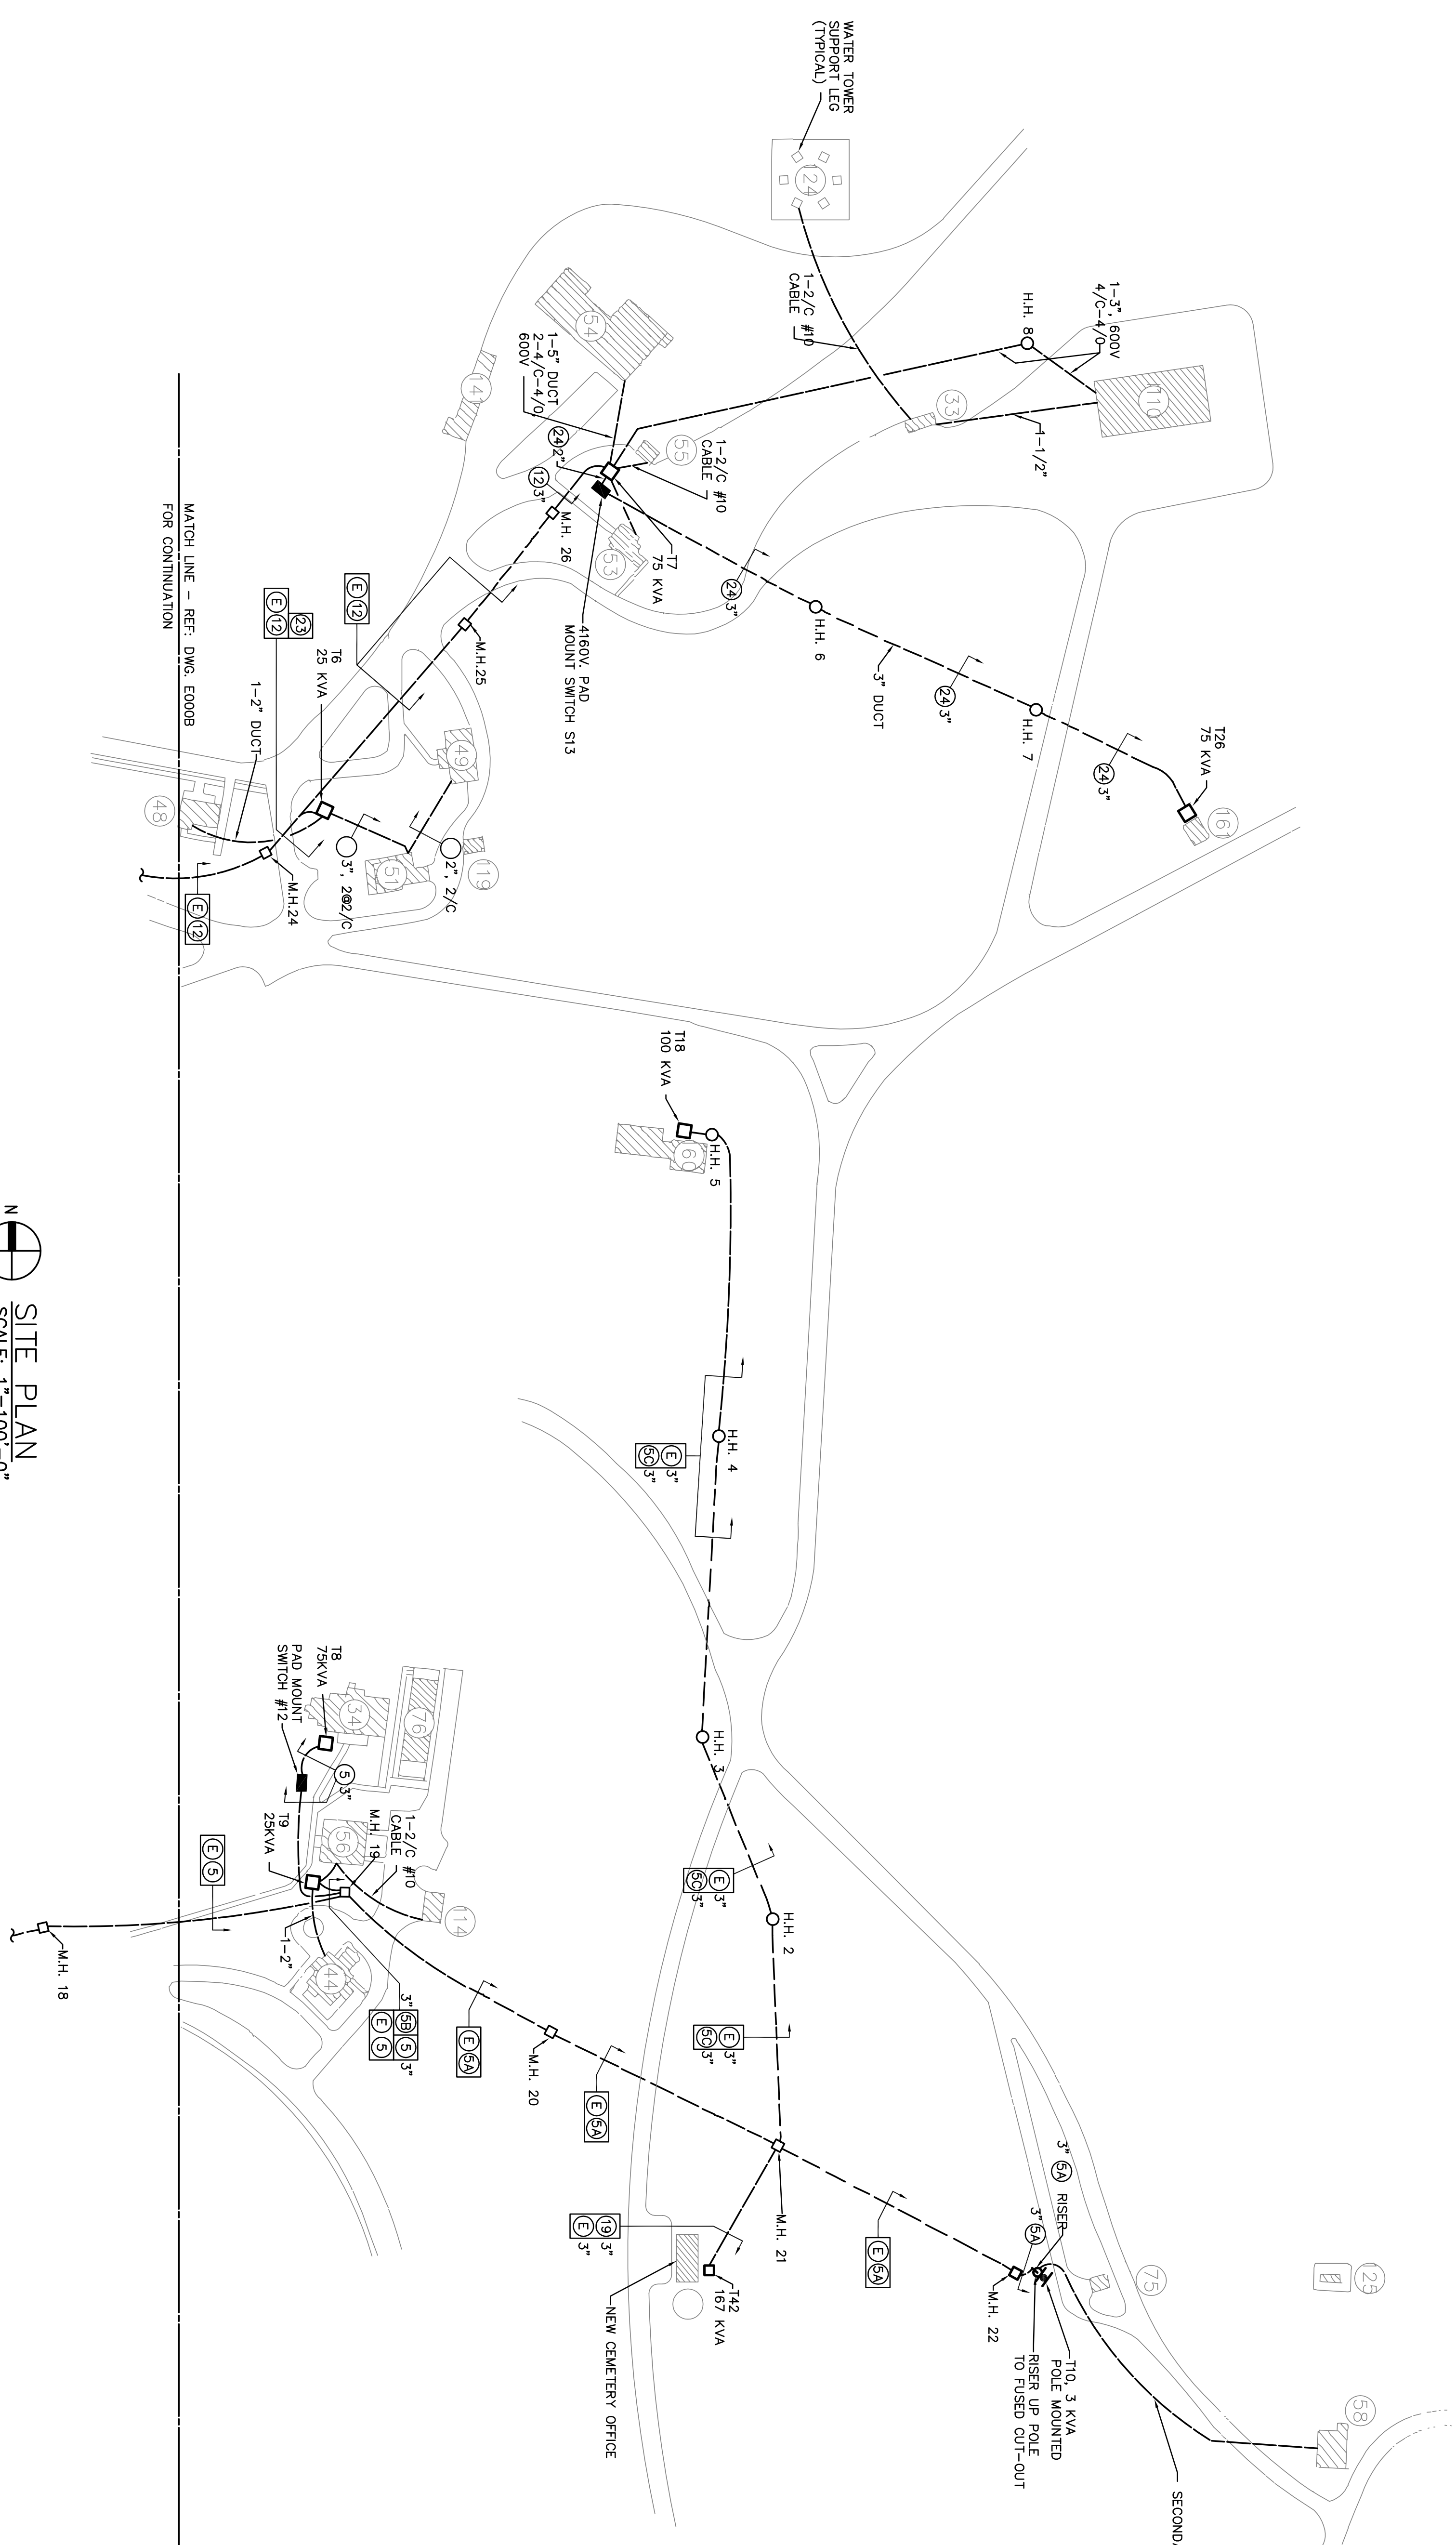 WATER TOWER
SUPPORT LEG
(TYPICAL)
124
1-2/C #10
CABLE
H.H. 8
1-3", 600V
4/C-4/0
110
33
1-1/2"
54
141
1-5" DUCT
2-4/C-4/0
600V
24 2"
12 3"
55
1-2/C #10
CABLE
M.H. 26
53
T7
75 KVA
4160V. PAD
MOUNT SWITCH S13
24 3"
H.H. 6
3" DUCT
24 3"
H.H. 7
24 3"
T26
75 KVA
161
MATCH LINE - REF: DWG. E000B
FOR CONTINUATION
E 12
23
E 12
M.H.25
T6
25 KVA
1-2" DUCT
49
48
119
51
2", 2/C
3", 2@2/C
M.H.24
E 12
T18
100 KVA
60
H.H. 5
N
SITE PLAN
SCALE: 1"=100'-0"
H.H. 4
E 3"
5C 3"
H.H. 3
T8
75KVA
PAD MOUNT
SWITCH #12
34
76
5 3"
T9
25KVA
56
M.H. 19
1-2/C #10
CABLE
114
E 5
1-2"
44
M.H. 18
3" 5B 5 3"
E 5
E 5A
M.H. 20
E 5A
E 3"
5C 3"
H.H. 2
E 3"
5C 3"
M.H. 21
19 3"
E 3"
T42
167 KVA
NEW CEMETERY OFFICE
E 5A
3" 5A RISER
3" 5A
M.H. 22
75
T10, 3 KVA
POLE MOUNTED
RISER UP POLE
TO FUSED CUT-OUT
125
58